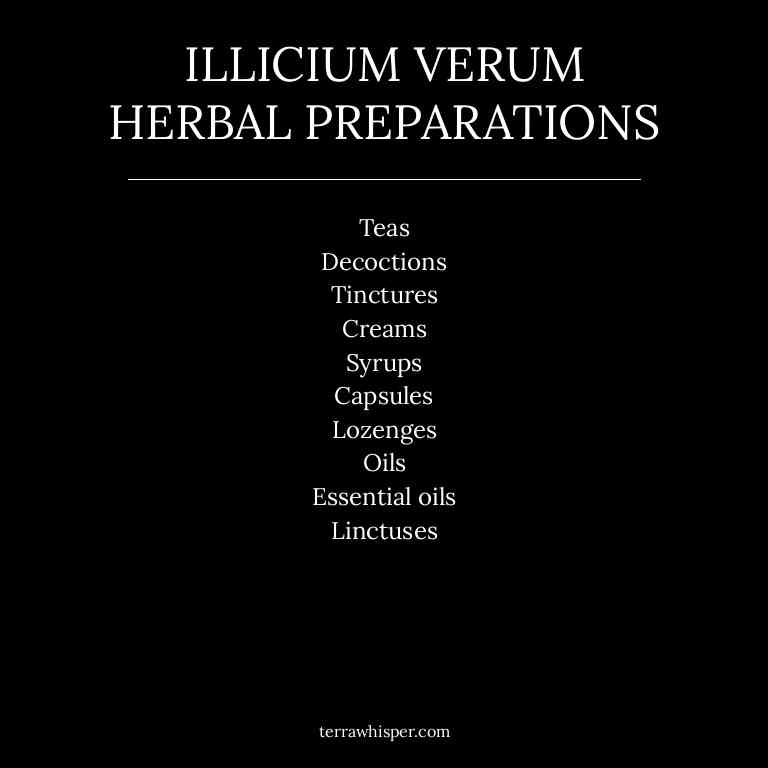 ILLICIUM VERUM
HERBAL PREPARATIONS
Teas
Decoctions
Tinctures
Creams
Syrups
Capsules
Lozenges
Oils
Essential oils
Linctuses
terrawhisper.com